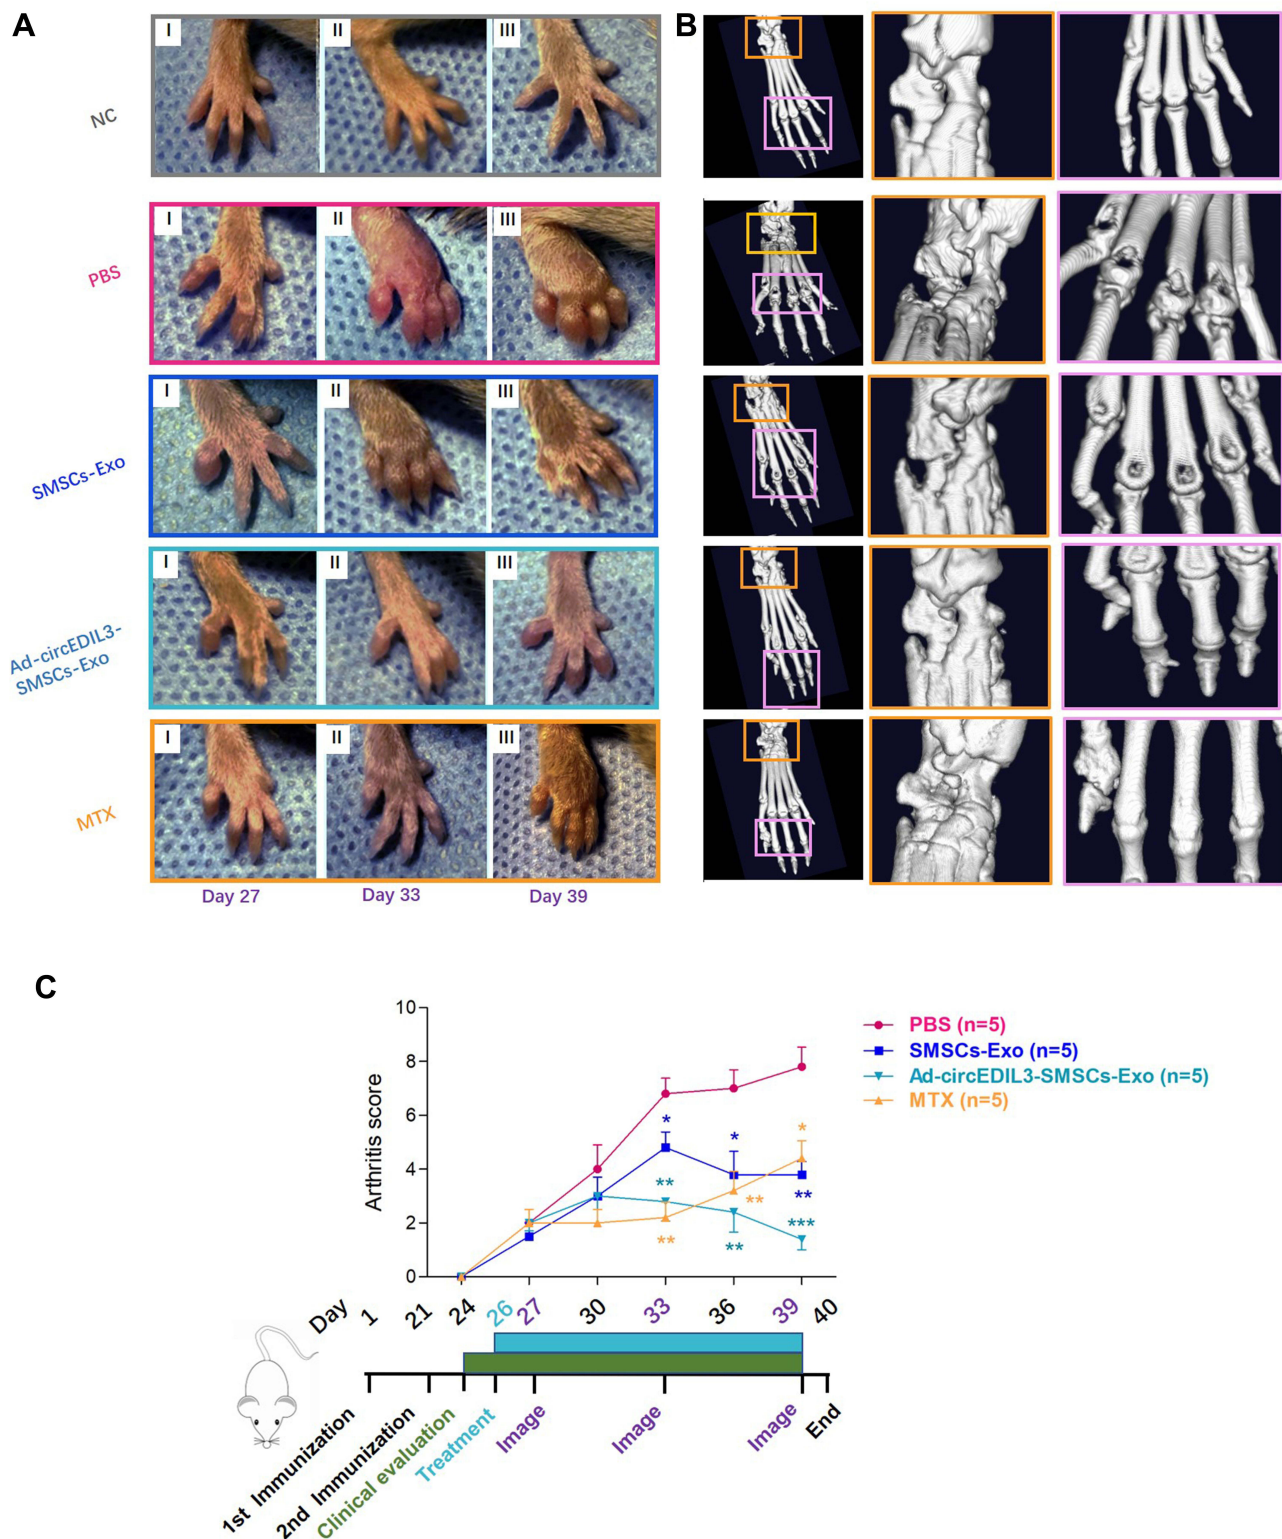 A
B
I
II
III
NC
I
II
III
PBS
I
II
III
SMSCs-Exo
I
II
III
Ad-circEDIL3-
SMSCs-Exo
I
II
III
MTX
Day 27
Day 33
Day 39
C
Arthritis score
10
8
6
4
2
0
*
*
*
**
**
**
***
**
**
PBS (n=5)
SMSCs-Exo (n=5)
Ad-circEDIL3-SMSCs-Exo (n=5)
MTX (n=5)
Day 1 21 24 26 27 30 33 36 39 40
1st Immunization
2nd Immunization
Clinical evaluation
Treatment
Image
Image
Image
End